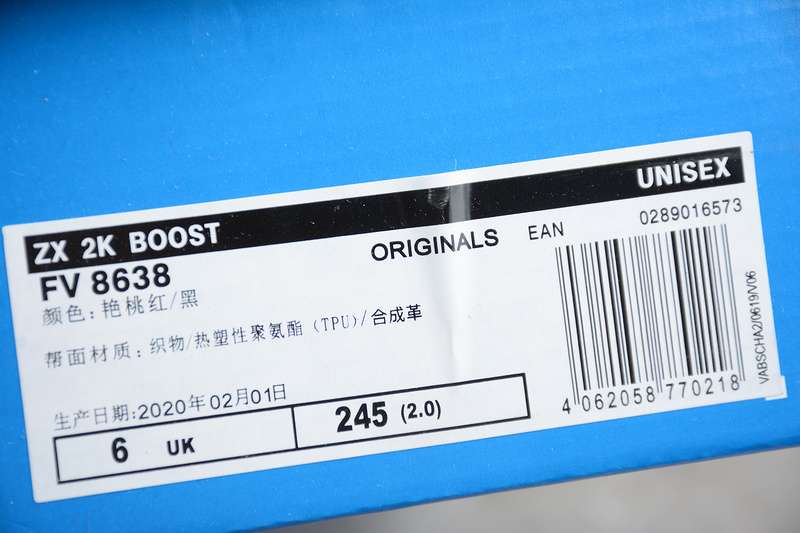 ZX 2K BOOST UNISEX
FV 8638 ORIGINALS EAN 0289016573
颜色: 艳桃红/黑
帮面材质: 织物/热塑性聚氨酯 (TPU)/合成革
生产日期:2020年02月01日
6 UK 245 (2.0)
4 062058 770218
VABSCHA2/0619/V06